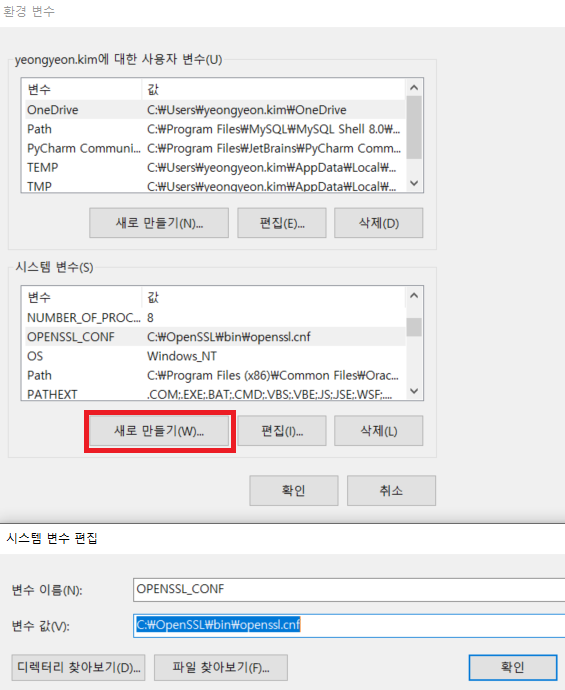 환경 변수
yeongyeon.kim에 대한 사용자 변수(U)
변수 값
OneDrive C:₩Users₩yeongyeon.kim₩OneDrive
Path C:₩Program Files₩MySQL₩MySQL Shell 8.0₩...
PyCharm Communi... C:₩Program Files₩JetBrains₩PyCharm Comm...
TEMP C:₩Users₩yeongyeon.kim₩AppData₩Local₩...
TMP C:₩Users₩yeongyeon.kim₩AppData₩Local₩...
새로 만들기(N)... 편집(E)... 삭제(D)
시스템 변수(S)
변수 값
NUMBER_OF_PROC... 8
OPENSSL_CONF C:₩OpenSSL₩bin₩openssl.cnf
OS Windows_NT
Path C:₩Program Files (x86)₩Common Files₩Orac...
PATHEXT .COM;.EXE;.BAT;.CMD;.VBS;.VBE;.JS;.JSE;.WSF;...
새로 만들기(W)... 편집(I)... 삭제(L)
확인 취소
시스템 변수 편집
변수 이름(N): OPENSSL_CONF
변수 값(V): C:₩OpenSSL₩bin₩openssl.cnf
디렉터리 찾아보기(D)... 파일 찾아보기(F)... 확인